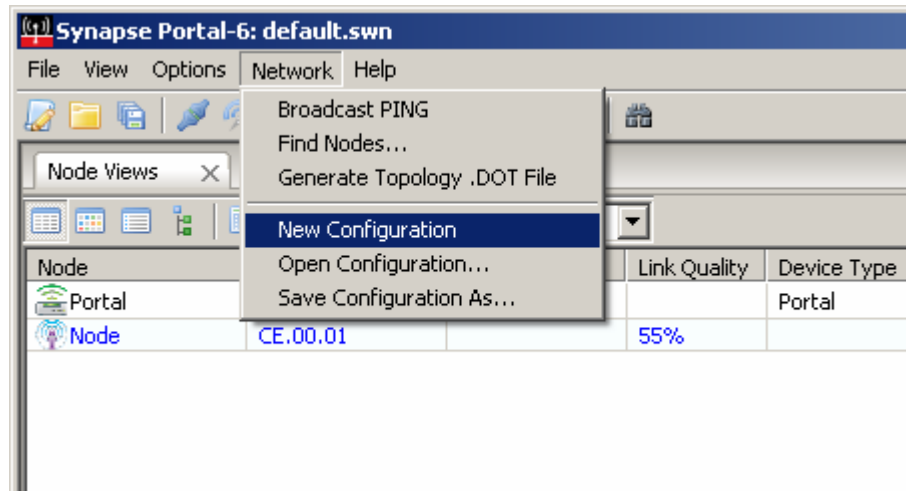 Synapse Portal-6: default.swn
File View Options Network Help
Broadcast PING
Find Nodes...
Generate Topology .DOT File
New Configuration
Open Configuration...
Save Configuration As...
Node Views
Node Link Quality Device Type
Portal Portal
Node CE.00.01 55%